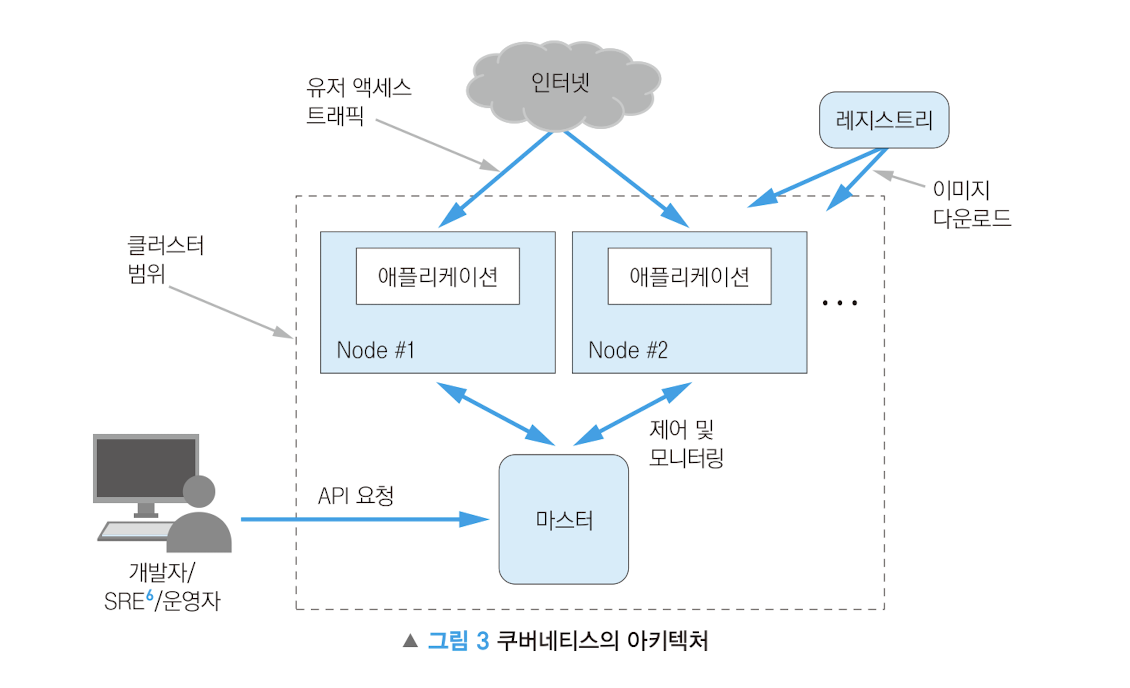 인터넷
유저 액세스
트래픽
레지스트리
이미지
다운로드
클러스터
범위
애플리케이션
애플리케이션
...
Node #1
Node #2
제어 및
모니터링
API 요청
마스터
개발자/
SRE6/운영자
▲ 그림 3 쿠버네티스의 아키텍처